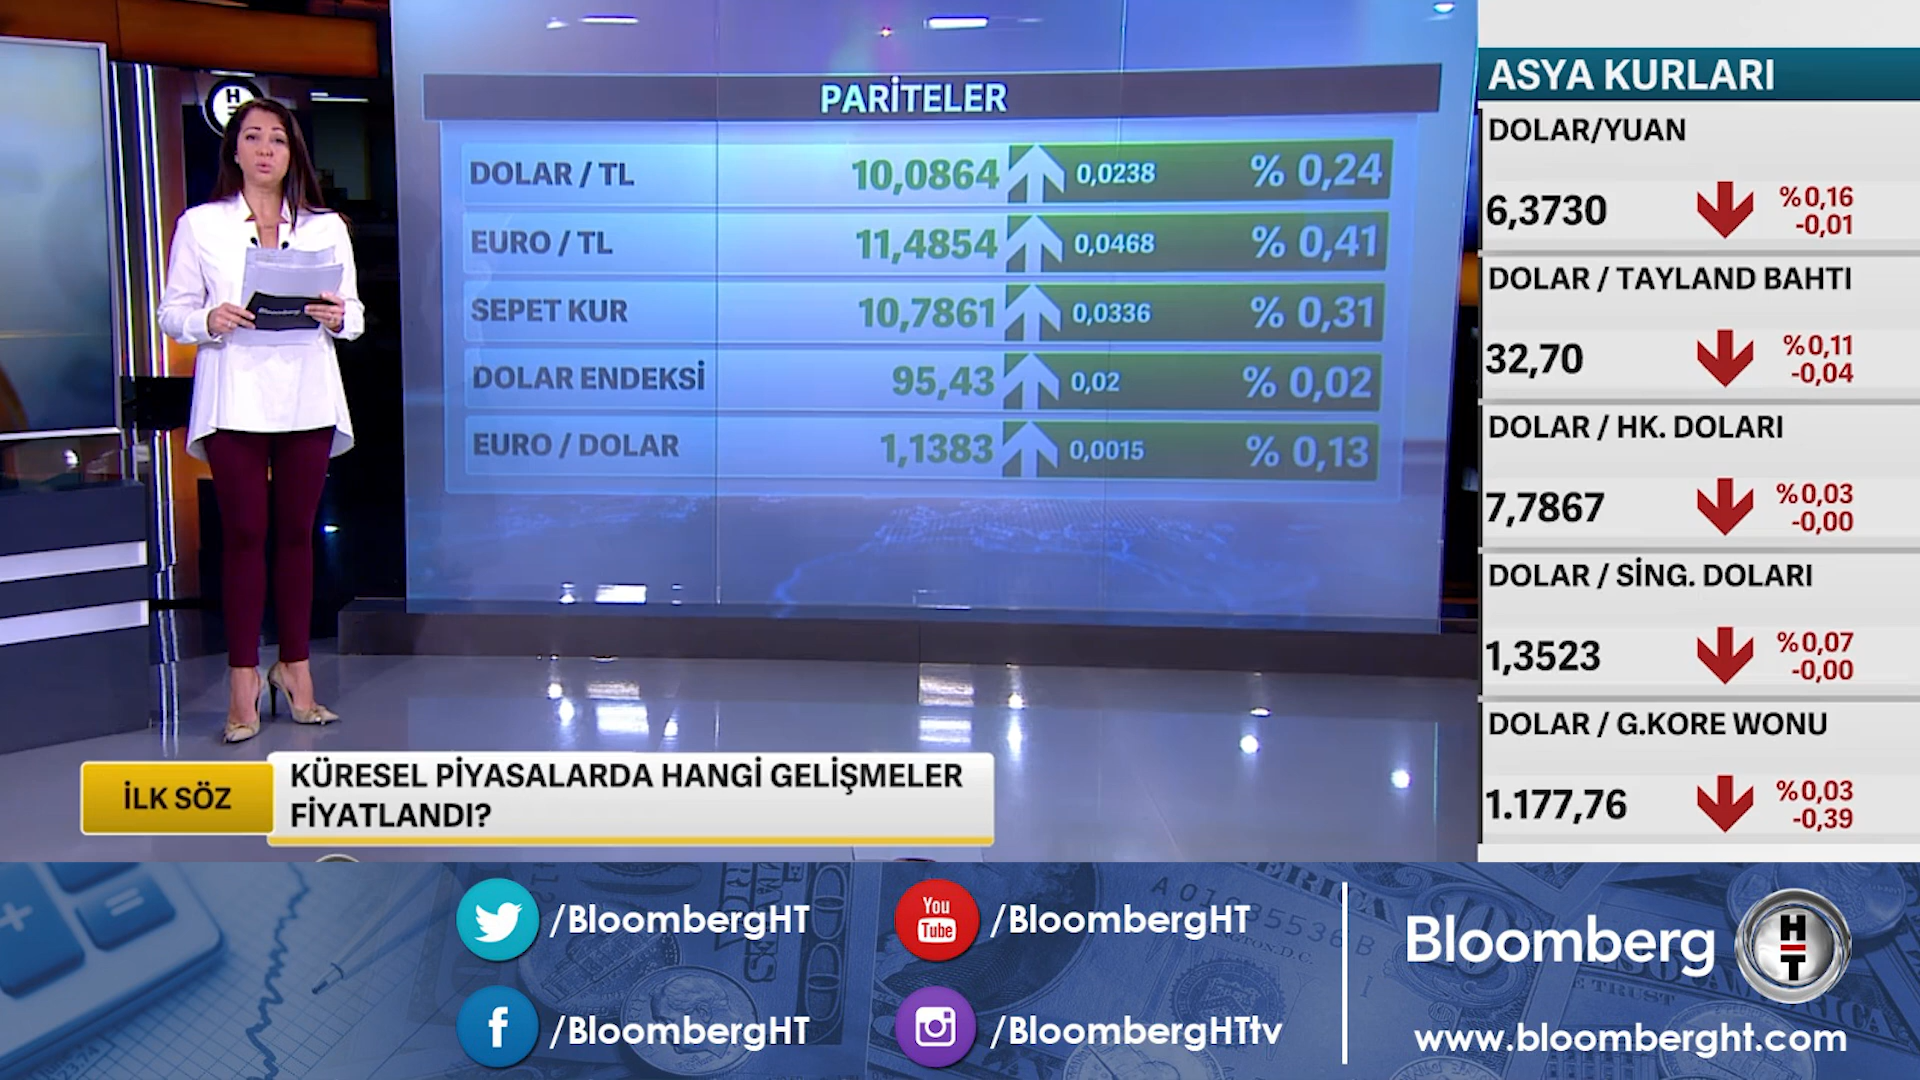 PARİTELER
DOLAR / TL 10,0864 0,0238 % 0,24
EURO / TL 11,4854 0,0468 % 0,41
SEPET KUR 10,7861 0,0336 % 0,31
DOLAR ENDEKSİ 95,43 0,02 % 0,02
EURO / DOLAR 1,1383 0,0015 % 0,13
H
Bloomberg
İLK SÖZ
KÜRESEL PİYASALARDA HANGİ GELİŞMELER
FİYATLANDI?
ASYA KURLARI
DOLAR/YUAN
6,3730 %0,16
-0,01
DOLAR / TAYLAND BAHTI
32,70 %0,11
-0,04
DOLAR / HK. DOLARI
7,7867 %0,03
-0,00
DOLAR / SİNG. DOLARI
1,3523 %0,07
-0,00
DOLAR / G.KORE WONU
1.177,76 %0,03
-0,39
/BloombergHT
You
Tube
/BloombergHT
f /BloombergHT
/BloombergHTtv
Bloomberg
H
T
www.bloomberght.com